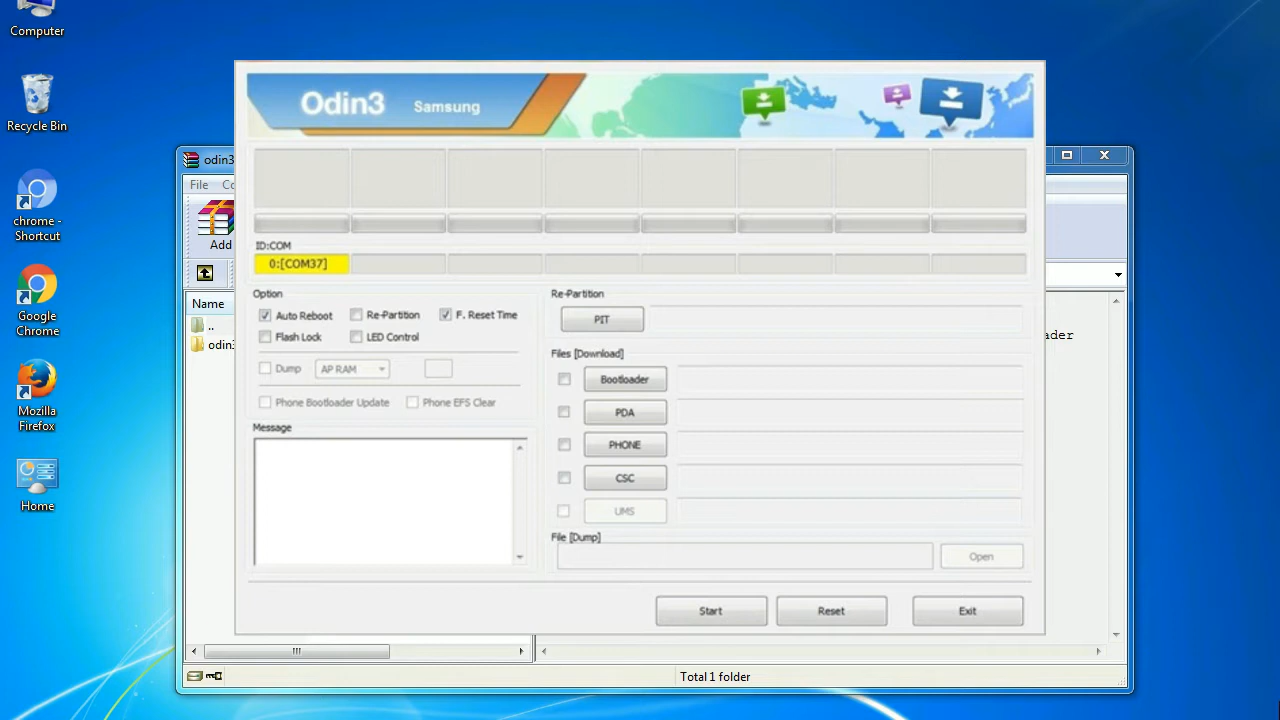 Computer
Recycle Bin
chrome - Shortcut
Google Chrome
Mozilla Firefox
Home
odin3
File
Add
Name
..
odin3
Odin3 Samsung
ID:COM
0:[COM37]
Option
Auto Reboot
Re-Partition
F. Reset Time
Flash Lock
LED Control
Dump
AP RAM
Phone Bootloader Update
Phone EFS Clear
Message
Re-Partition
PIT
Files [Download]
Bootloader
PDA
PHONE
CSC
UMS
File [Dump]
Open
Start
Reset
Exit
ader
Total 1 folder